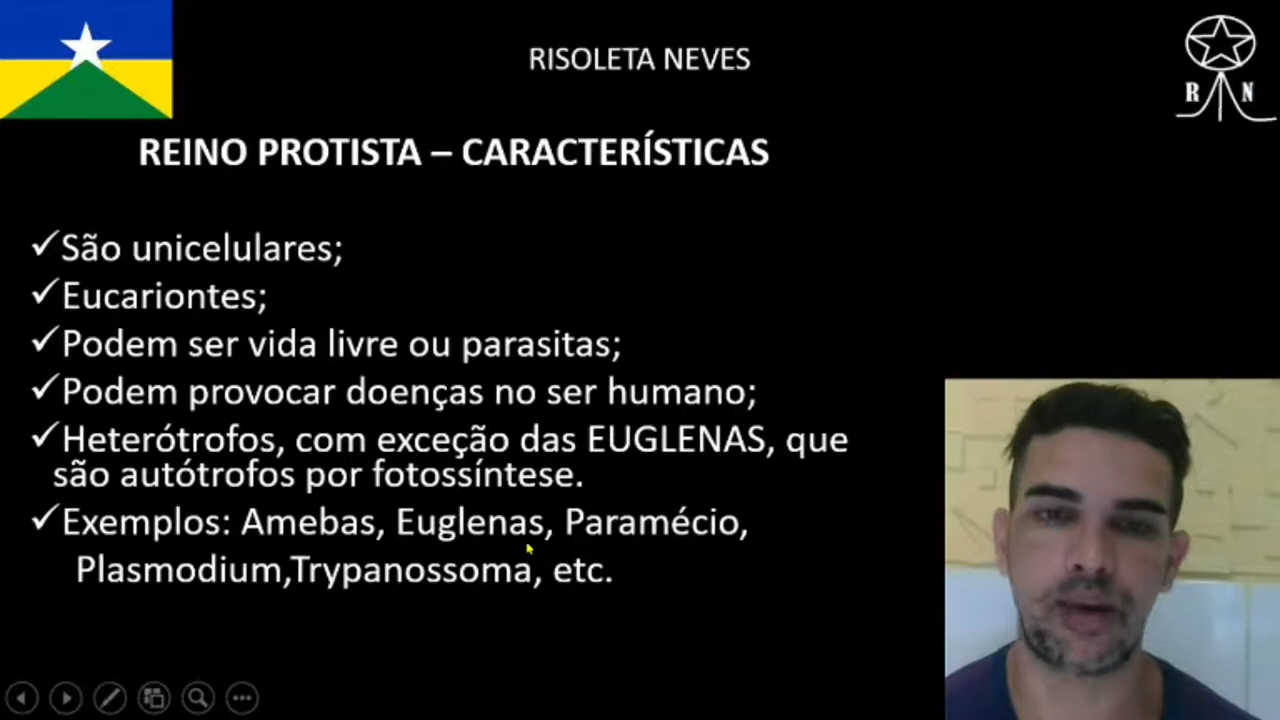 RISOLETA NEVES
R N
REINO PROTISTA – CARACTERÍSTICAS
✓São unicelulares;
✓Eucariontes;
✓Podem ser vida livre ou parasitas;
✓Podem provocar doenças no ser humano;
✓Heterótrofos, com exceção das EUGLENAS, que
são autótrofos por fotossíntese.
✓Exemplos: Amebas, Euglenas, Paramécio,
Plasmodium,Trypanossoma, etc.